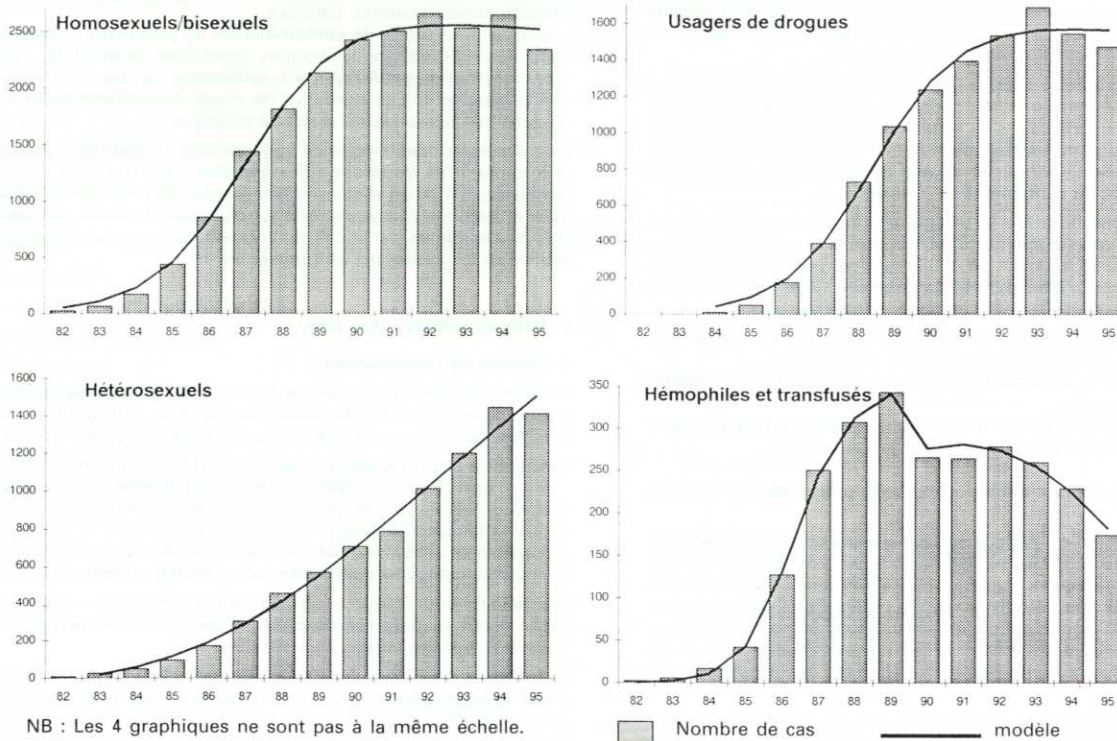 Homosexuels/bisexuels
2500
2000
1500
1000
500
0
82 83 84 85 86 87 88 89 90 91 92 93 94 95
Usagers de drogues
1600
1400
1200
1000
800
600
400
200
0
82 83 84 85 86 87 88 89 90 91 92 93 94 95
Hétérosexuels
1600
1400
1200
1000
800
600
400
200
0
82 83 84 85 86 87 88 89 90 91 92 93 94 95
Hémophiles et transfusés
350
300
250
200
150
100
50
0
82 83 84 85 86 87 88 89 90 91 92 93 94 95
NB : Les 4 graphiques ne sont pas à la même échelle.
Nombre de cas
modèle